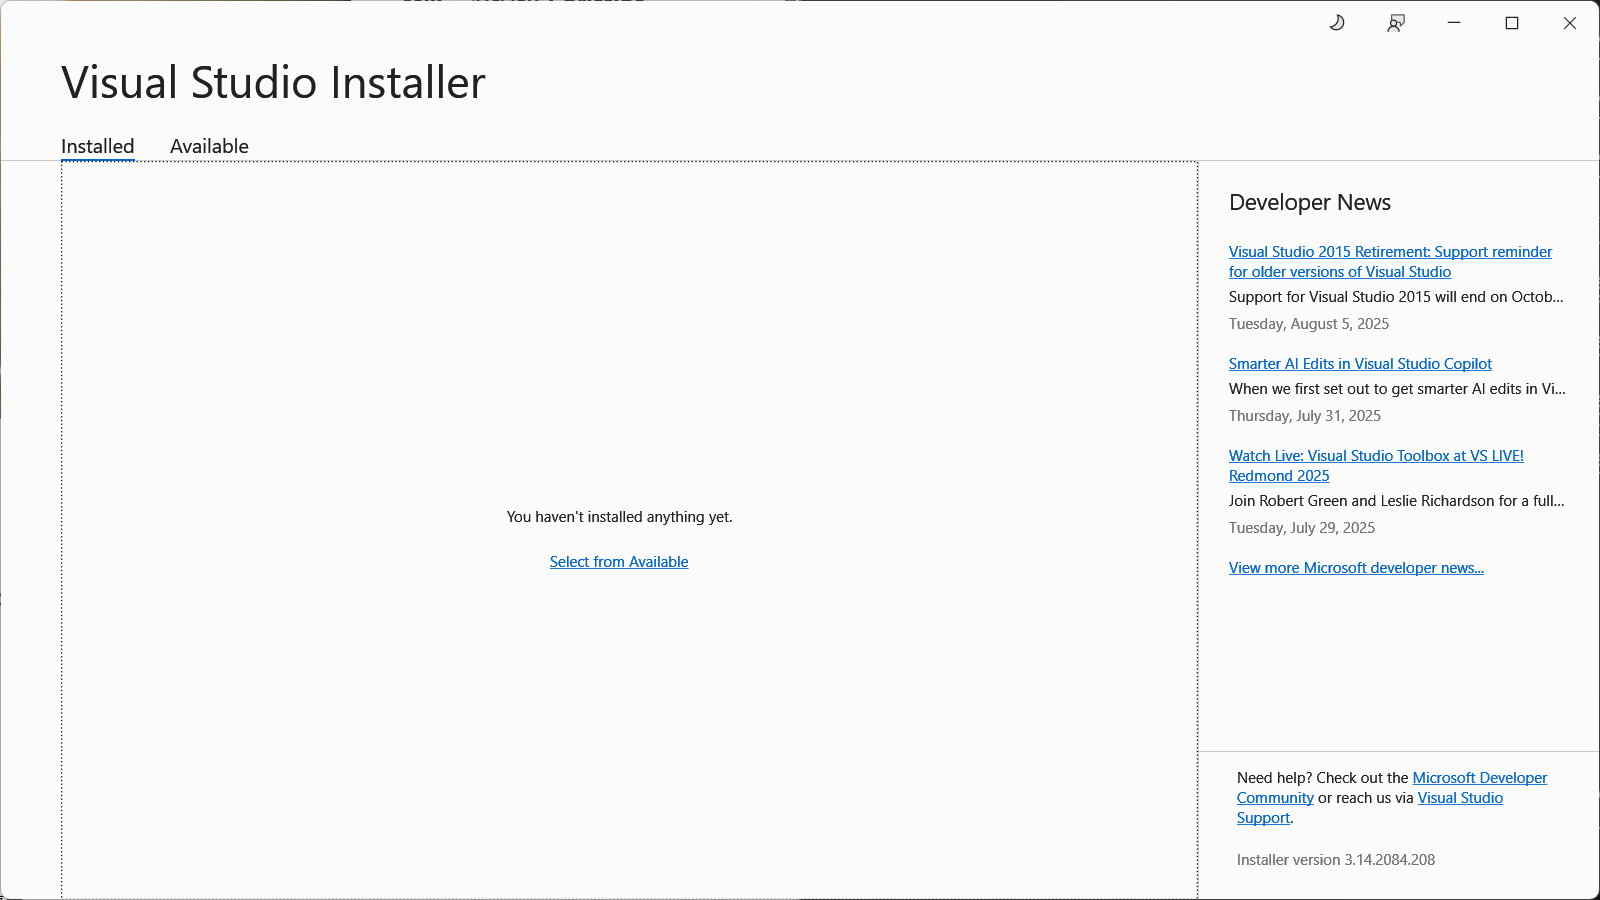 Visual Studio Installer
Installed
Available
You haven't installed anything yet.
Select from Available
Developer News
Visual Studio 2015 Retirement: Support reminder
for older versions of Visual Studio
Support for Visual Studio 2015 will end on Octob...
Tuesday, August 5, 2025
Smarter AI Edits in Visual Studio Copilot
When we first set out to get smarter AI edits in Vi...
Thursday, July 31, 2025
Watch Live: Visual Studio Toolbox at VS LIVE!
Redmond 2025
Join Robert Green and Leslie Richardson for a full...
Tuesday, July 29, 2025
View more Microsoft developer news...
Need help? Check out the Microsoft Developer
Community or reach us via Visual Studio
Support.
Installer version 3.14.2084.208